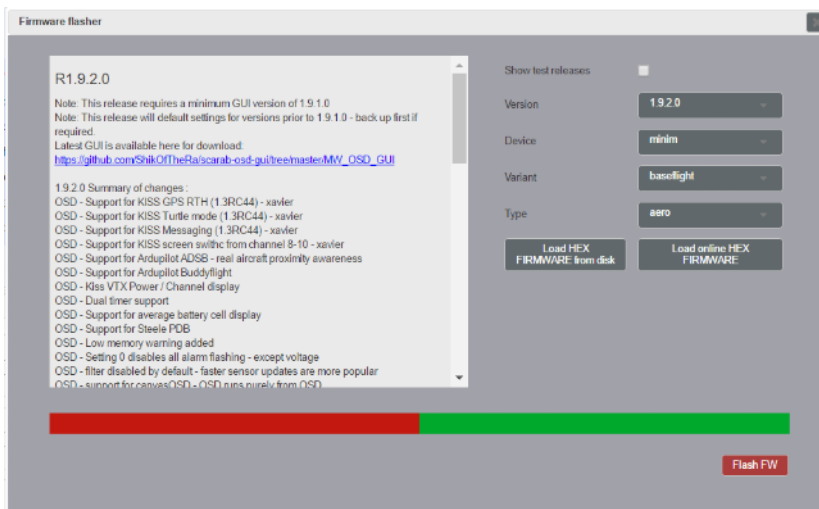 Firmware flasher
R1.9.2.0
Note: This release requires a minimum GUI version of 1.9.1.0
Note: This release will default settings for versions prior to 1.9.1.0 - back up first if
required.
Latest GUI is available here for download:
https://github.com/ShikOfTheRa/scarab-osd-gui/tree/master/MW_OSD_GUI
1.9.2.0 Summary of changes :
OSD - Support for KISS GPS RTH (1.3RC44) - xavier
OSD - Support for KISS Turtle mode (1.3RC44) - xavier
OSD - Support for KISS Messaging (1.3RC44) - xavier
OSD - Support for KISS screen swithc from channel 8-10 - xavier
OSD - Support for Ardupilot ADSB - real aircraft proximity awareness
OSD - Support for Ardupilot Buddyflight
OSD - Kiss VTX Power / Channel display
OSD - Dual timer support
OSD - Support for average battery cell display
OSD - Support for Steele PDB
OSD - Low memory warning added
OSD - Setting 0 disables all alarm flashing - except voltage
OSD - filter disabled by default - faster sensor updates are more popular
OSD - support for canvasOSD - OSD runs purely from OSD
Show test releases
Version 1.9.2.0
Device minim
Variant baseflight
Type aero
Load HEX
FIRMWARE from disk
Load online HEX
FIRMWARE
Flash FW